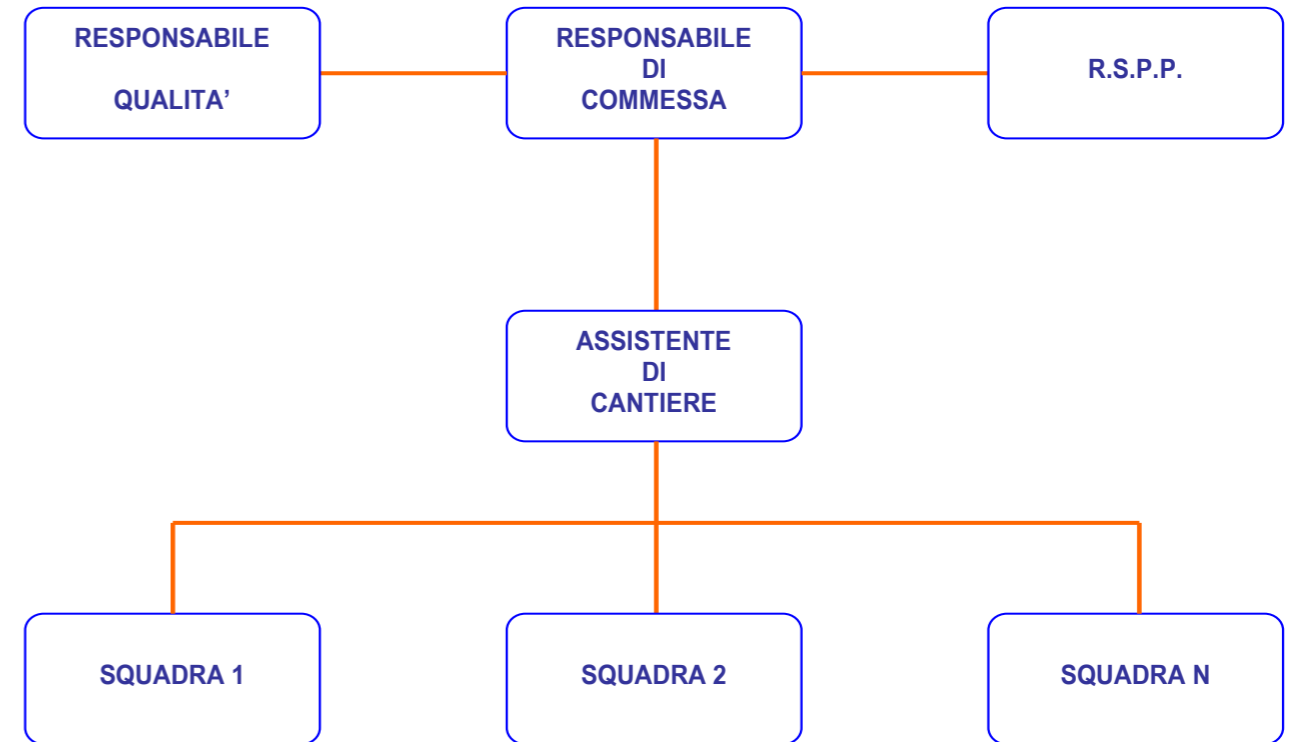 RESPONSABILE
QUALITA’
RESPONSABILE
DI
COMMESSA
R.S.P.P.
ASSISTENTE
DI
CANTIERE
SQUADRA 1
SQUADRA 2
SQUADRA N